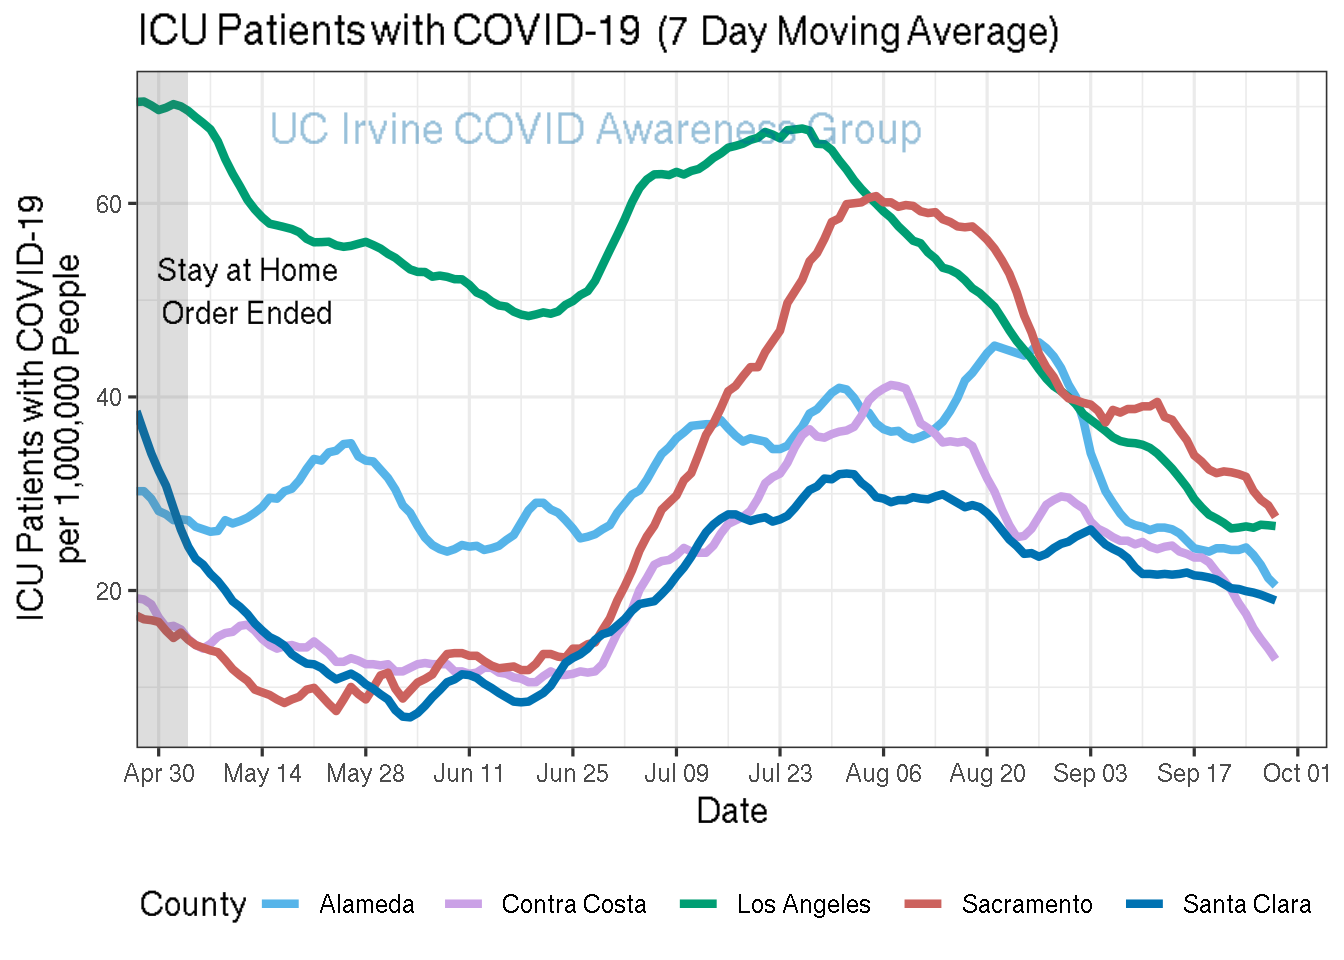 ICU Patients with COVID-19 (7 Day Moving Average)
UC Irvine COVID Awareness Group
Stay at Home
Order Ended
ICU Patients with COVID-19
per 1,000,000 People
60
40
20
Apr 30 May 14 May 28 Jun 11 Jun 25 Jul 09 Jul 23 Aug 06 Aug 20 Sep 03 Sep 17 Oct 01
Date
County Alameda Contra Costa Los Angeles Sacramento Santa Clara